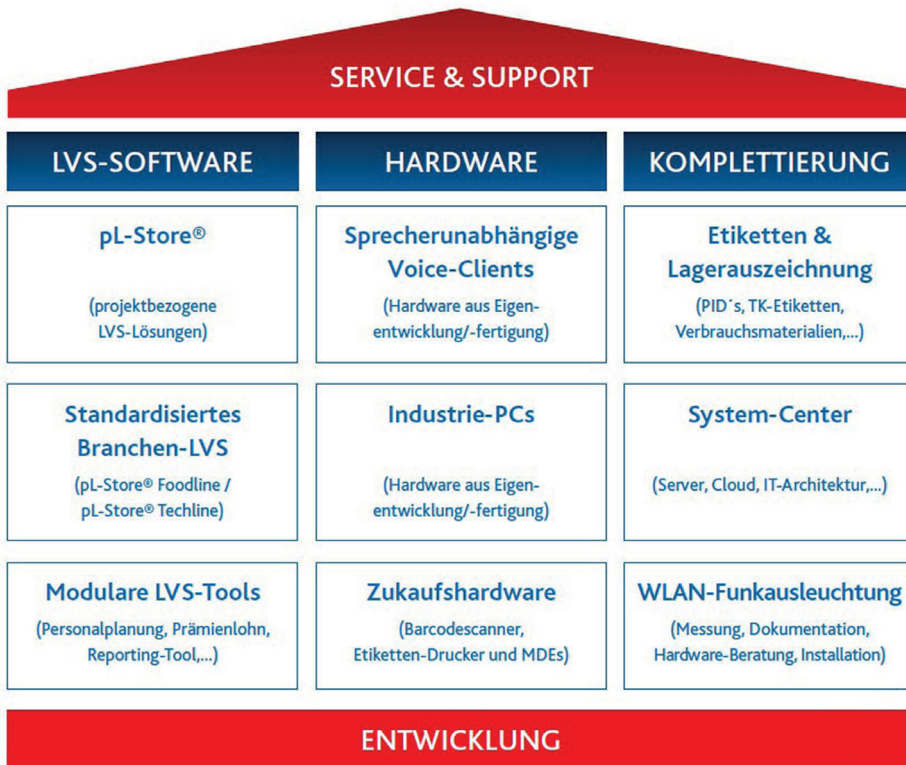 SERVICE & SUPPORT
LVS-SOFTWARE
HARDWARE
KOMPLETTIERUNG
pL-Store®
(projektbezogene
LVS-Lösungen)
Sprecherunabhängige
Voice-Clients
(Hardware aus Eigen-
entwicklung/-fertigung)
Etiketten &
Lagerauszeichnung
(PID´s, TK-Etiketten,
Verbrauchsmaterialien,...)
Standardisiertes
Branchen-LVS
(pL-Store® Foodline /
pL-Store® Techline)
Industrie-PCs
(Hardware aus Eigen-
entwicklung/-fertigung)
System-Center
(Server, Cloud, IT-Architektur,...)
Modulare LVS-Tools
(Personalplanung, Prämienlohn,
Reporting-Tool,...)
Zukaufshardware
(Barcodescanner,
Etiketten-Drucker und MDEs)
WLAN-Funkausleuchtung
(Messung, Dokumentation,
Hardware-Beratung, Installation)
ENTWICKLUNG